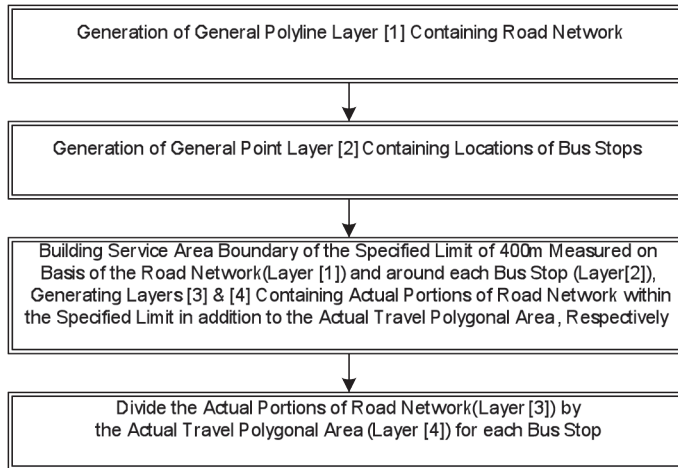 Generation of General Polyline Layer [1] Containing Road Network
Generation of General Point Layer [2] Containing Locations of Bus Stops
Building Service Area Boundary of the Specified Limit of 400m Measured on
Basis of the Road Network(Layer [1]) and around each Bus Stop (Layer[2]),
Generating Layers [3] & [4] Containing Actual Portions of Road Network within
the Specified Limit in addition to the Actual Travel Polygonal Area , Respectively
Divide the Actual Portions of Road Network(Layer [3]) by
the Actual Travel Polygonal Area (Layer [4]) for each Bus Stop